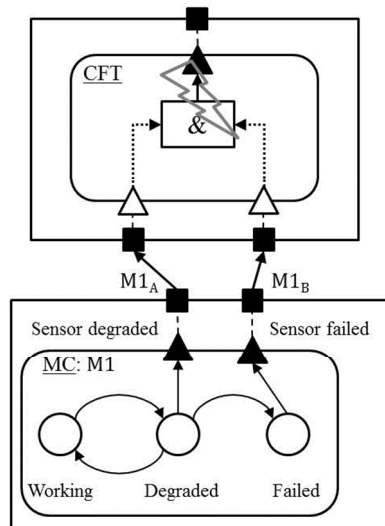 CFT
&
M1A
M1B
Sensor degraded
Sensor failed
MC: M1
Working
Degraded
Failed